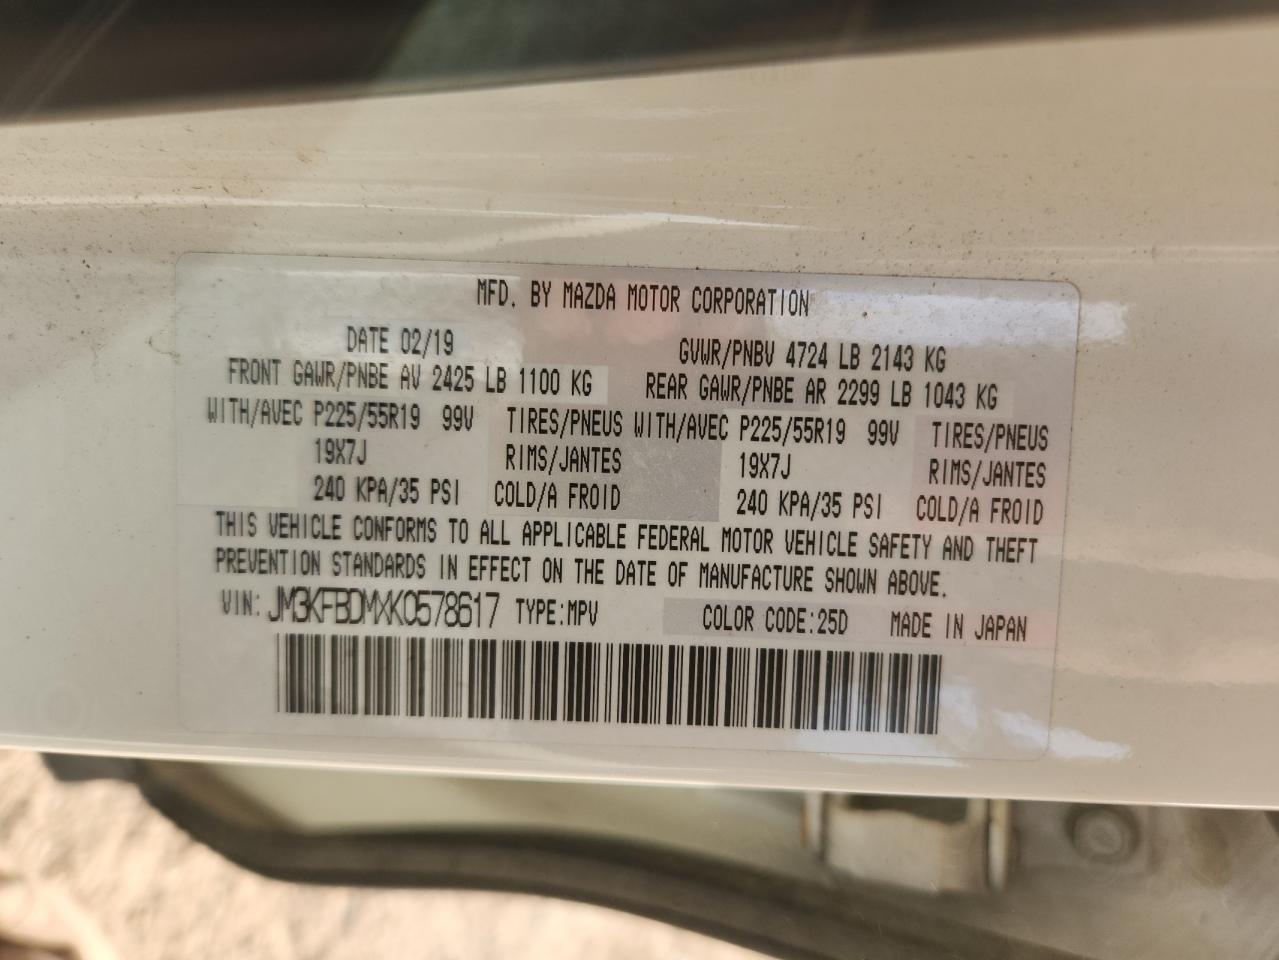 MFD. BY MAZDA MOTOR CORPORATION
DATE 02/19 GVWR/PNBV 4724 LB 2143 KG
FRONT GAWR/PNBE AV 2425 LB 1100 KG REAR GAWR/PNBE AR 2299 LB 1043 KG
WITH/AVEC P225/55R19 99V TIRES/PNEUS WITH/AVEC P225/55R19 99V TIRES/PNEUS
19X7J RIMS/JANTES 19X7J RIMS/JANTES
240 KPA/35 PSI COLD/A FROID 240 KPA/35 PSI COLD/A FROID
THIS VEHICLE CONFORMS TO ALL APPLICABLE FEDERAL MOTOR VEHICLE SAFETY AND THEFT
PREVENTION STANDARDS IN EFFECT ON THE DATE OF MANUFACTURE SHOWN ABOVE.
VIN: JM3KFBDMXK0578617 TYPE:MPV COLOR CODE:25D MADE IN JAPAN